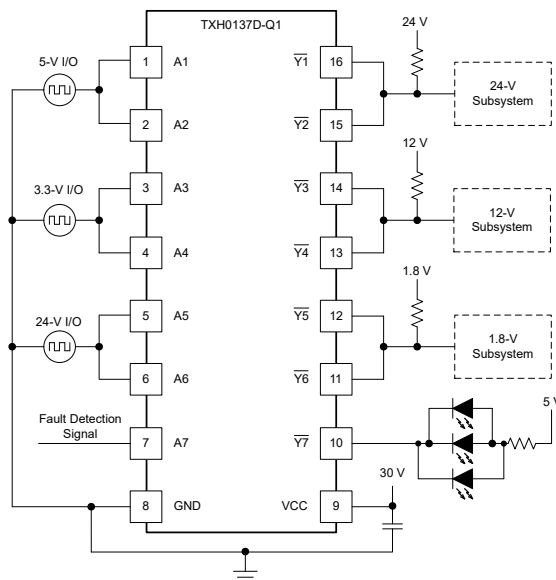 TXH0137D-Q1
5-V I/O
1 A1
2 A2
3.3-V I/O
3 A3
4 A4
24-V I/O
5 A5
6 A6
Fault Detection
Signal
7 A7
8 GND
Y1 16
Y2 15
24 V
24-V
Subsystem
Y3 14
Y4 13
12 V
12-V
Subsystem
Y5 12
Y6 11
1.8 V
1.8-V
Subsystem
Y7 10
5 V
VCC 9
30 V